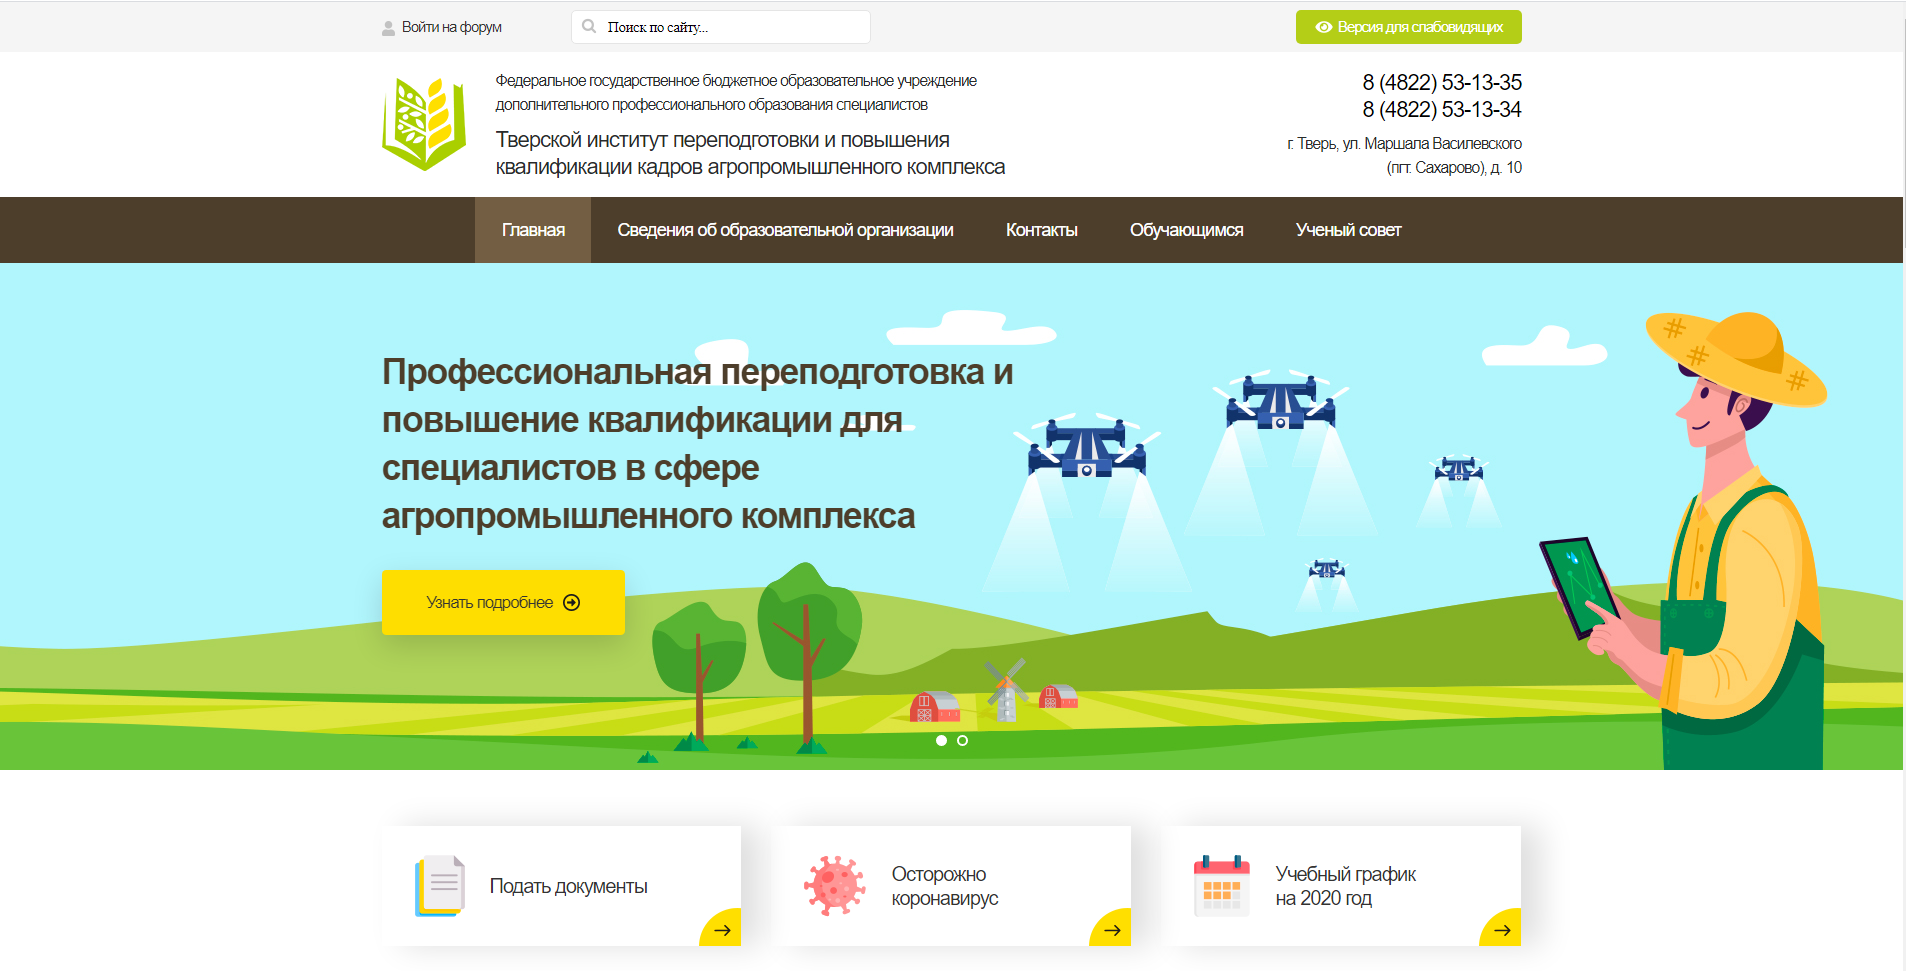 Войти на форум
Поиск по сайту...
Версия для слабовидящих
Федеральное государственное бюджетное образовательное учреждение
дополнительного профессионального образования специалистов
Тверской институт переподготовки и повышения
квалификации кадров агропромышленного комплекса
8 (4822) 53-13-35
8 (4822) 53-13-34
г. Тверь, ул. Маршала Василевского
(пгт. Сахарово), д. 10
Главная
Сведения об образовательной организации
Контакты
Обучающимся
Ученый совет
Профессиональная переподготовка и
повышение квалификации для
специалистов в сфере
агропромышленного комплекса
Узнать подробнее
Подать документы
Осторожно
коронавирус
Учебный график
на 2020 год